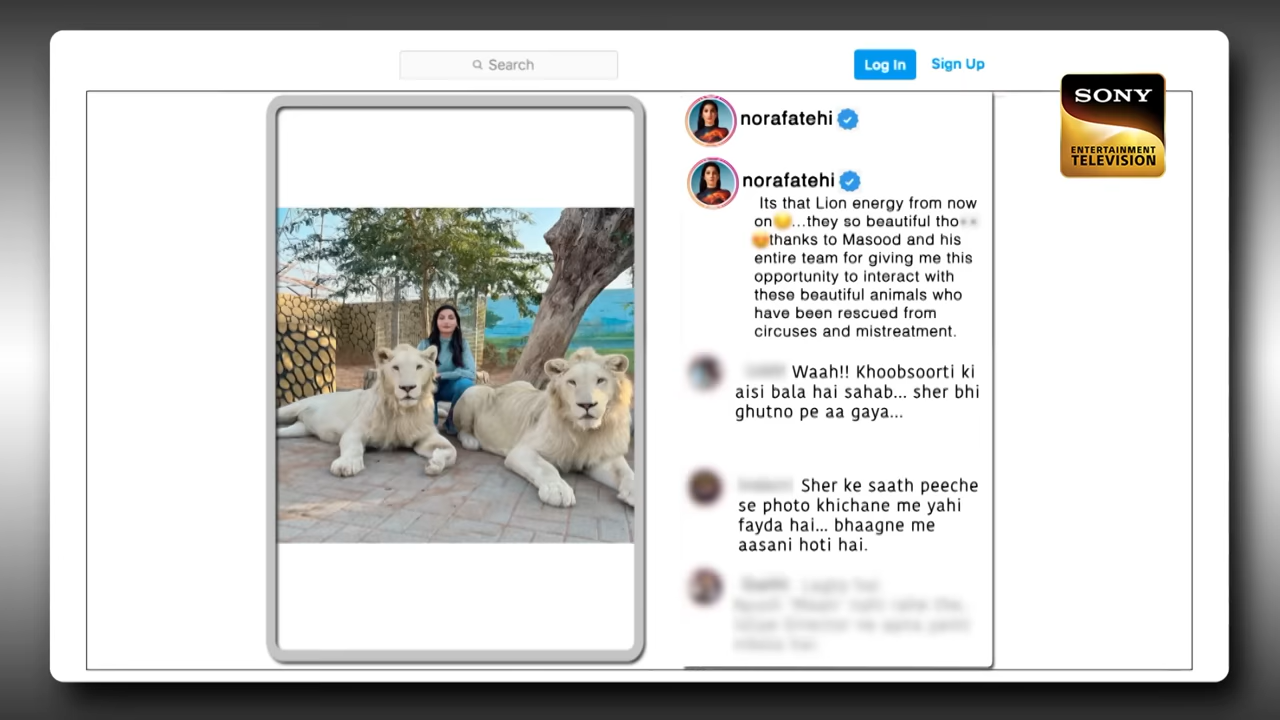 Search
Log In
Sign Up
SONY
ENTERTAINMENT
TELEVISION
norafatehi
norafatehi
Its that Lion energy from now
on😊...they so beautiful tho
😍thanks to Masood and his
entire team for giving me this
opportunity to interact with
these beautiful animals who
have been rescued from
circuses and mistreatment.
Waah!! Khoobsoorti ki
aisi bala hai sahab... sher bhi
ghutno pe aa gaya...
Sher ke saath peeche
se photo khichane me yahi
fayda hai... bhaagne me
aasani hoti hai.